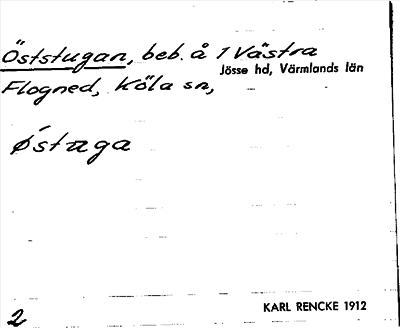 Öststugan, beb. å 1 Västra
Jösse hd, Värmlands län
Flogned, Köla sn,
Østaga
KARL RENCKE 1912
2